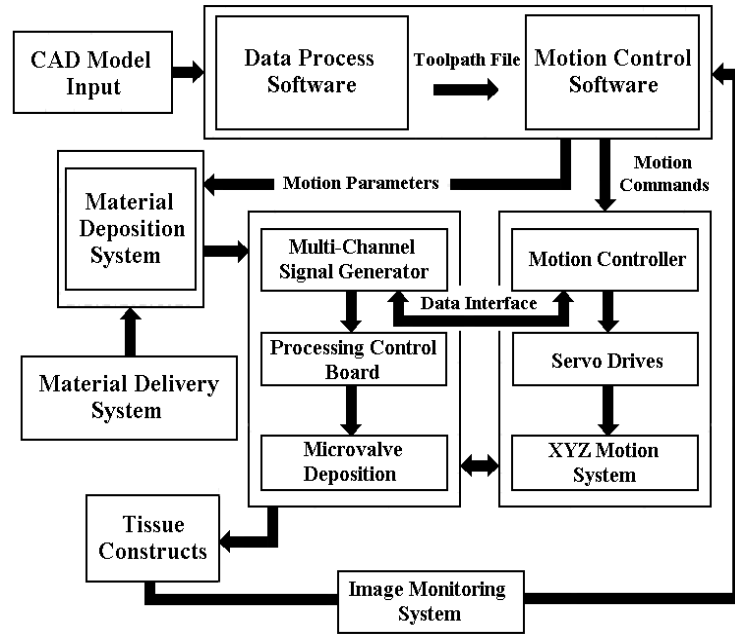 CAD Model
Input
Data Process
Software
Toolpath File
Motion Control
Software
Motion Parameters
Motion
Commands
Material
Deposition
System
Multi-Channel
Signal Generator
Motion Controller
Data Interface
Processing Control
Board
Servo Drives
Material Delivery
System
Microvalve
Deposition
XYZ Motion
System
Tissue
Constructs
Image Monitoring
System